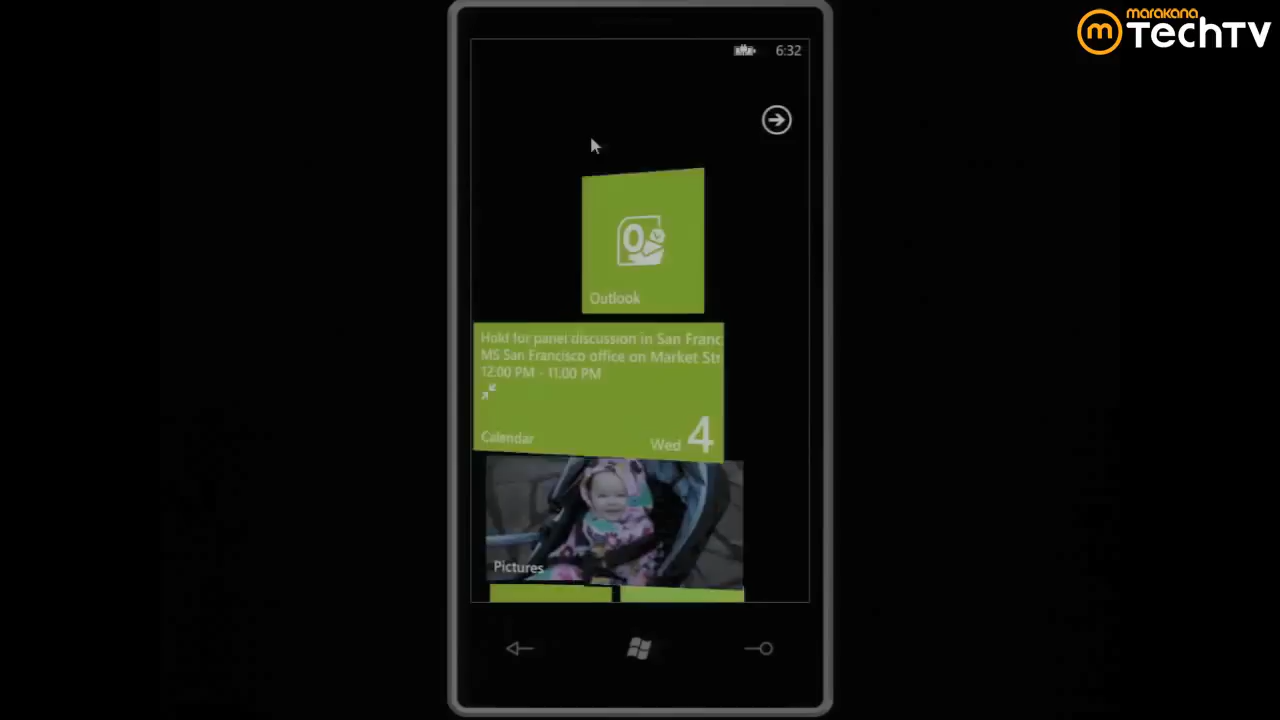 marakana
m TechTV
6:32
Outlook
Hold for panel discussion in San Franc
MS San Francisco office on Market Str
12:00 PM - 11:00 PM
Calendar
Wed 4
Pictures